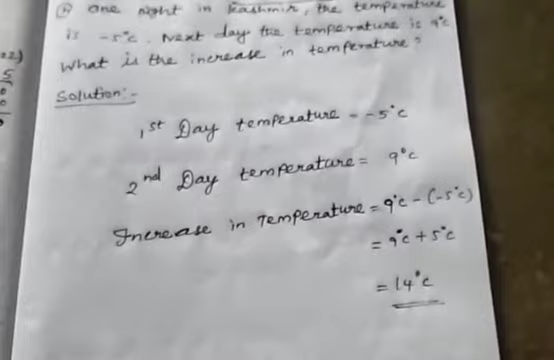 one night in Kashmir, the temperature
is -5°c. Next day the temperature is 9°c
What is the increase in temperature?
Solution:-
1st Day temperature = -5°c
2nd Day temperature = 9°c
Increase in Temperature = 9°c - (-5°c)
= 9°c + 5°c
= 14°c